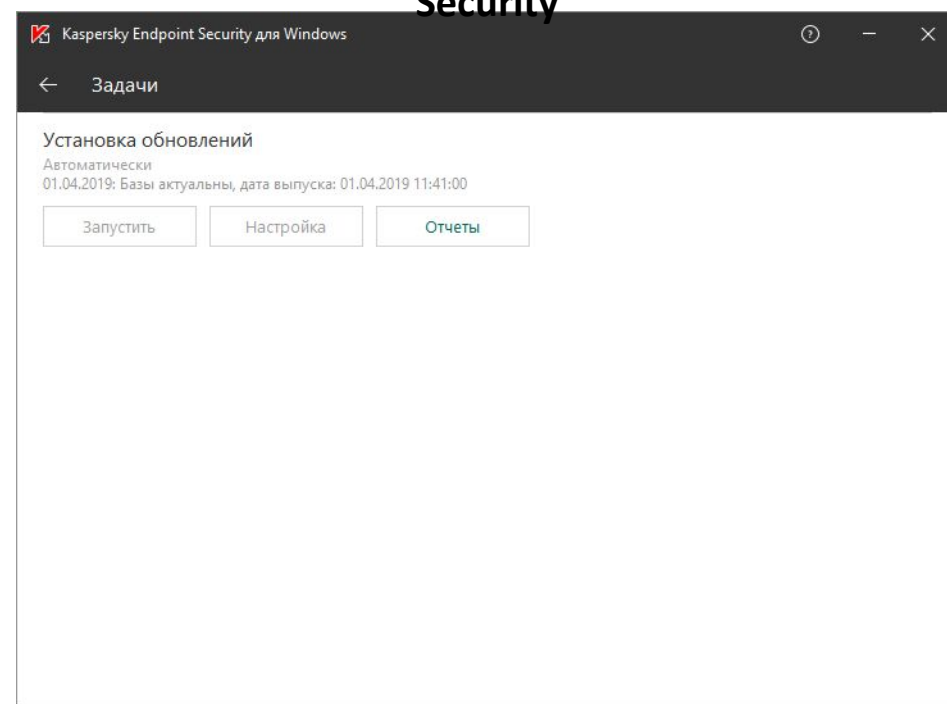 Security
Kaspersky Endpoint Security для Windows
Задачи
Установка обновлений
Автоматически
01.04.2019: Базы актуальны, дата выпуска: 01.04.2019 11:41:00
Запустить Настройка Отчеты